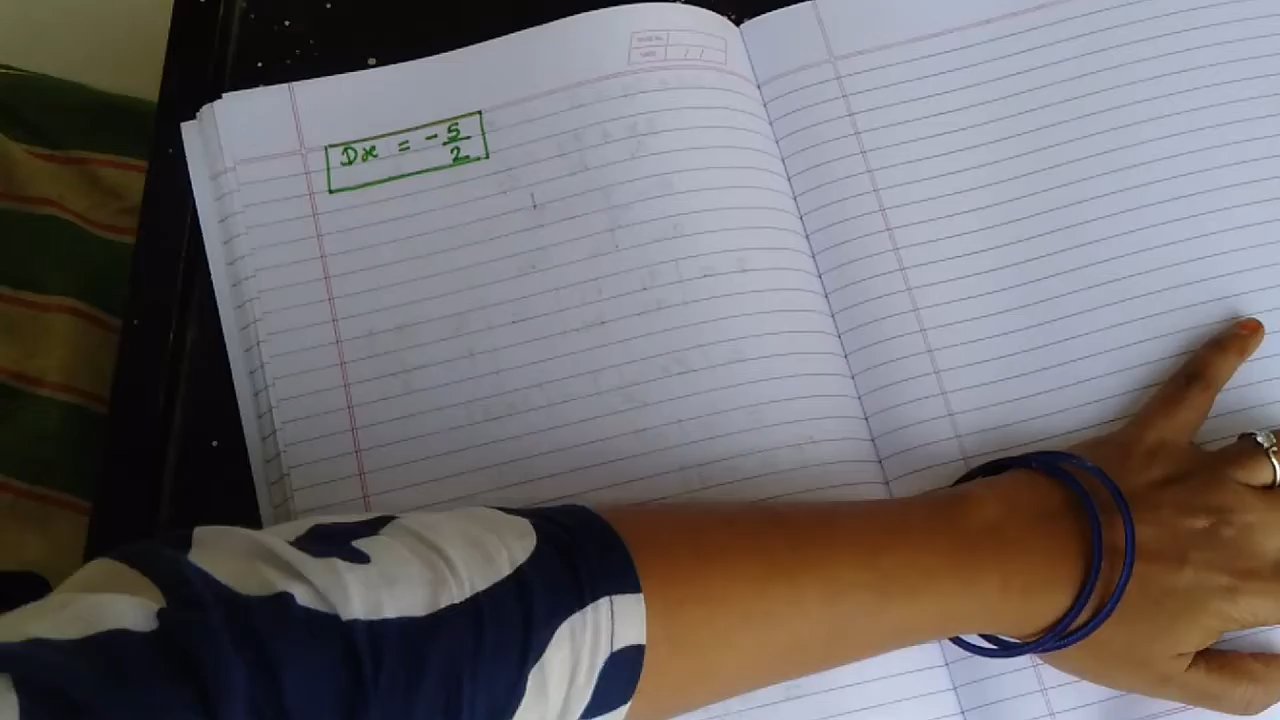 Dx = -5/2